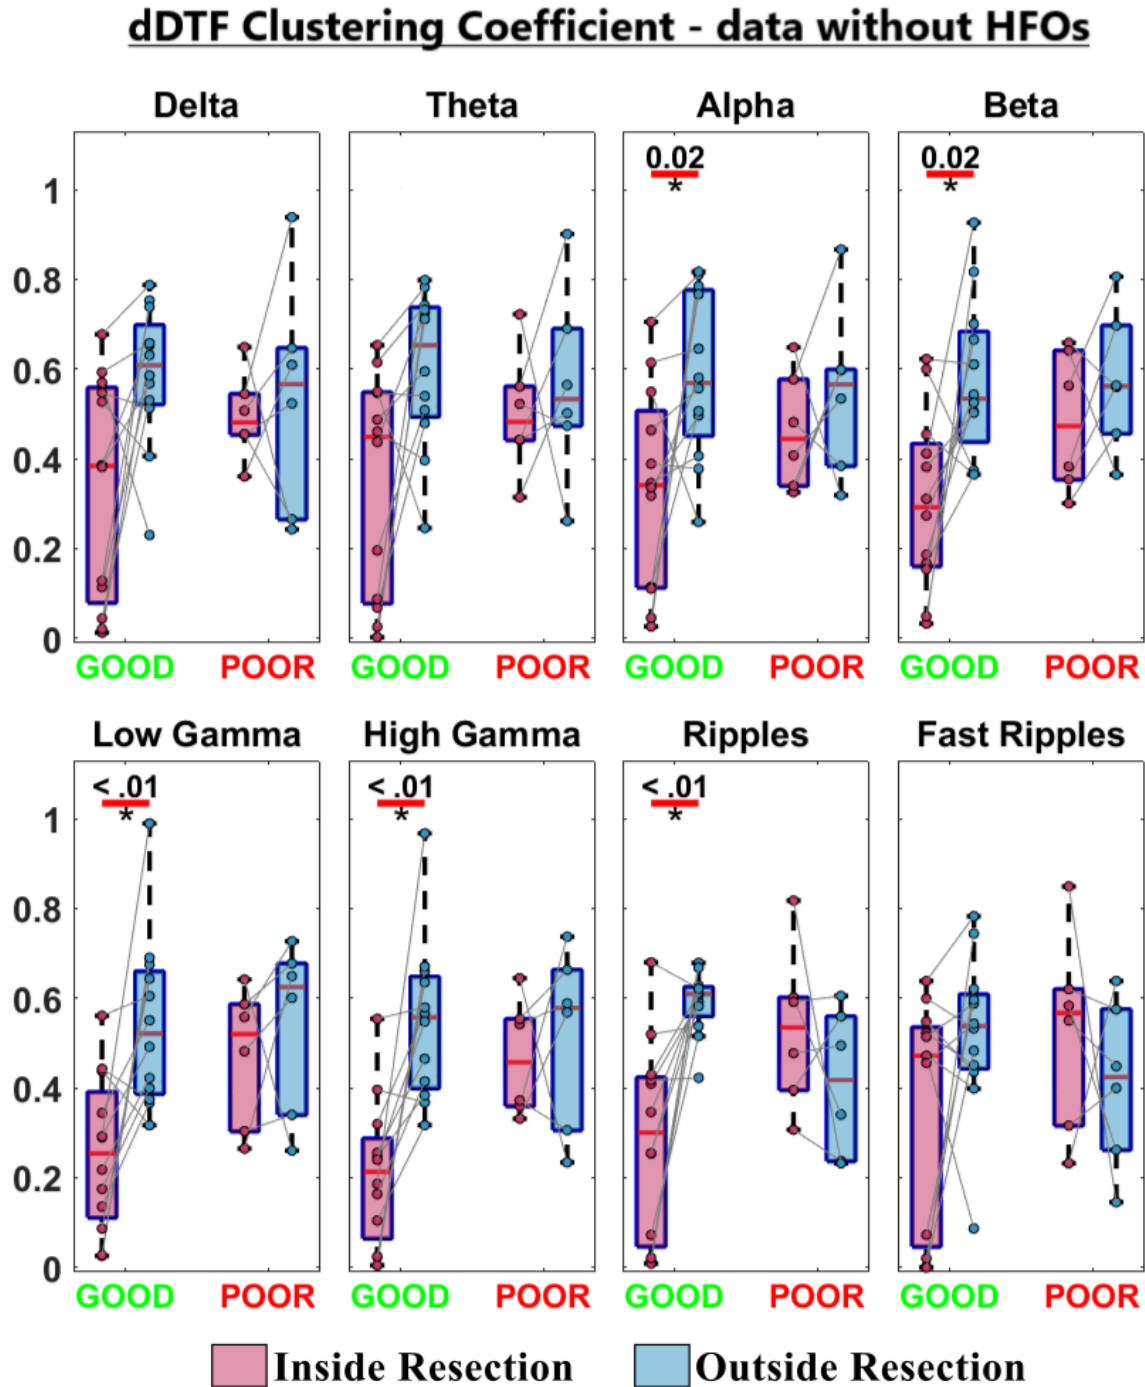 dDTF Clustering Coefficient - data without HFOs
Delta Theta Alpha Beta
0.02 0.02
* *
1
0.8
0.6
0.4
0.2
0
GOOD POOR GOOD POOR GOOD POOR GOOD POOR
Low Gamma High Gamma Ripples Fast Ripples
< .01 < .01 < .01
* * *
1
0.8
0.6
0.4
0.2
0
GOOD POOR GOOD POOR GOOD POOR GOOD POOR
Inside Resection Outside Resection